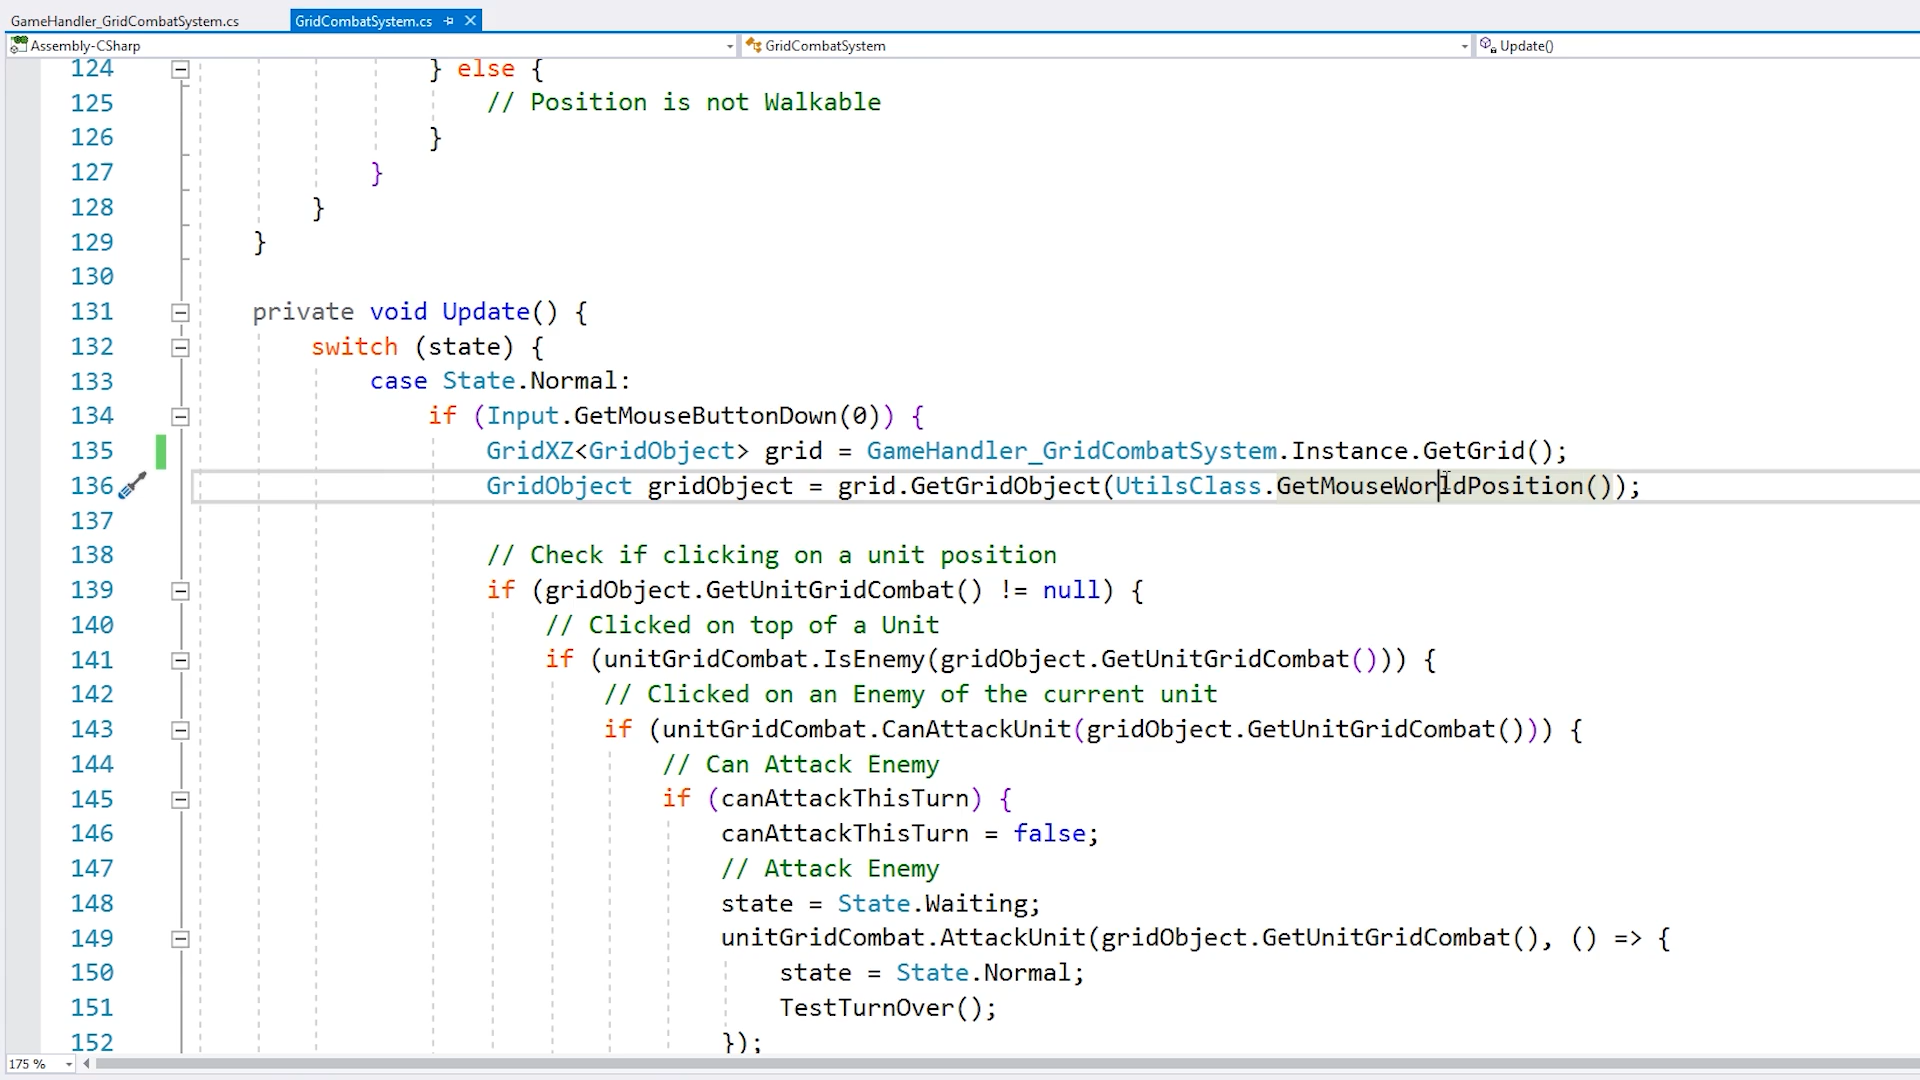 GameHandler_GridCombatSystem.cs GridCombatSystem.cs
Assembly-CSharp GridCombatSystem Update()
124 } else {
125 // Position is not Walkable
126 }
127 }
128 }
129 }
130
131 private void Update() {
132 switch (state) {
133 case State.Normal:
134 if (Input.GetMouseButtonDown(0)) {
135 GridXZ<GridObject> grid = GameHandler_GridCombatSystem.Instance.GetGrid();
136 GridObject gridObject = grid.GetGridObject(UtilsClass.GetMouseWorldPosition());
137
138 // Check if clicking on a unit position
139 if (gridObject.GetUnitGridCombat() != null) {
140 // Clicked on top of a Unit
141 if (unitGridCombat.IsEnemy(gridObject.GetUnitGridCombat())) {
142 // Clicked on an Enemy of the current unit
143 if (unitGridCombat.CanAttackUnit(gridObject.GetUnitGridCombat())) {
144 // Can Attack Enemy
145 if (canAttackThisTurn) {
146 canAttackThisTurn = false;
147 // Attack Enemy
148 state = State.Waiting;
149 unitGridCombat.AttackUnit(gridObject.GetUnitGridCombat(), () => {
150 state = State.Normal;
151 TestTurnOver();
152 });
175 %